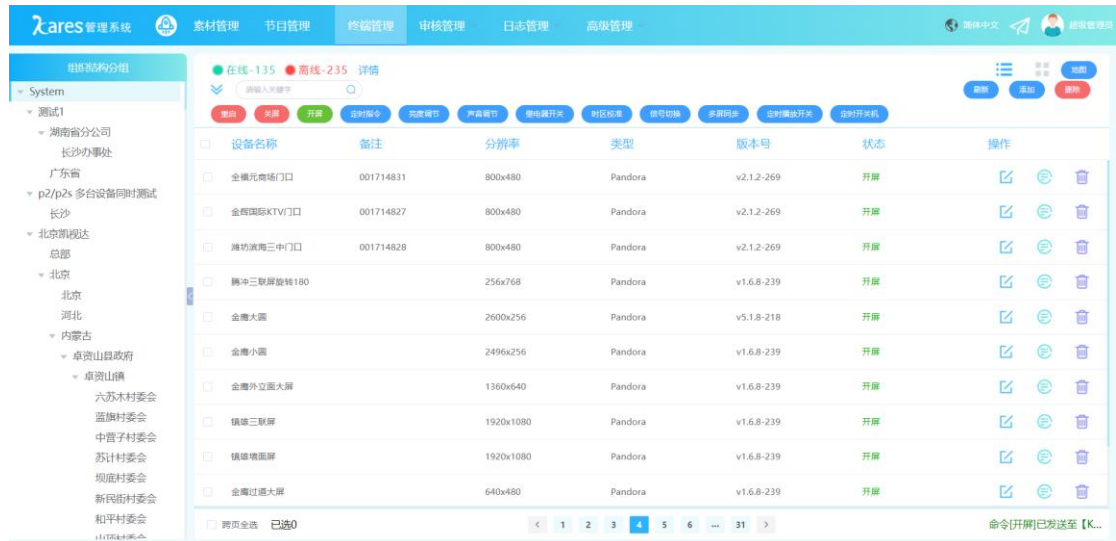 Kares管理系统 素材管理 节目管理 终端管理 审核管理 日志管理 高级管理 简体中文 超级管理员
组织结构分组
System
测试1
湖南省分公司
长沙办事处
广东省
p2/p2s 多台设备同时测试
长沙
北京凯视达
总部
北京
北京
河北
内蒙古
卓资山县政府
卓资山镇
六苏木村委会
蓝旗村委会
中营子村委会
苏计村委会
坝底村委会
新民街村委会
和平村委会
山顶村委会
在线-135 离线-235 详情 地图
请输入关键字 刷新 添加 删除
重启 关屏 开屏 定时指令 亮度调节 声音调节 继电器开关 时区校准 信号切换 多屏同步 定时播放开关 定时开关机
设备名称 备注 分辨率 类型 版本号 状态 操作
全福元商场门口 001714831 800x480 Pandora v2.1.2-269 开屏
金辉国际KTV门口 001714827 800x480 Pandora v2.1.2-269 开屏
潍坊滨海三中门口 001714828 800x480 Pandora v2.1.2-269 开屏
腾冲三联屏旋转180 256x768 Pandora v1.6.8-239 开屏
金鹰大圆 2600x256 Pandora v5.1.8-218 开屏
金鹰小圆 2496x256 Pandora v1.6.8-239 开屏
金鹰外立面大屏 1360x640 Pandora v1.6.8-239 开屏
镇雄三联屏 1920x1080 Pandora v1.6.8-239 开屏
镇雄墙面屏 1920x1080 Pandora v1.6.8-239 开屏
金鹰过道大屏 640x480 Pandora v1.6.8-239 开屏
跨页全选 已选0 < 1 2 3 4 5 6 ... 31 > 命令[开屏]已发送至【K...